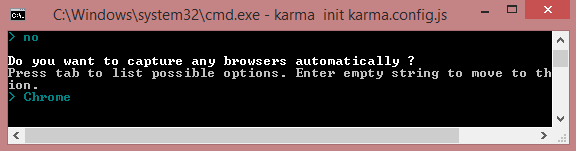 C:\Windows\system32\cmd.exe - karma  init karma.config.js
> no
Do you want to capture any browsers automatically ?
Press tab to list possible options. Enter empty string to move to th
ion.
> Chrome